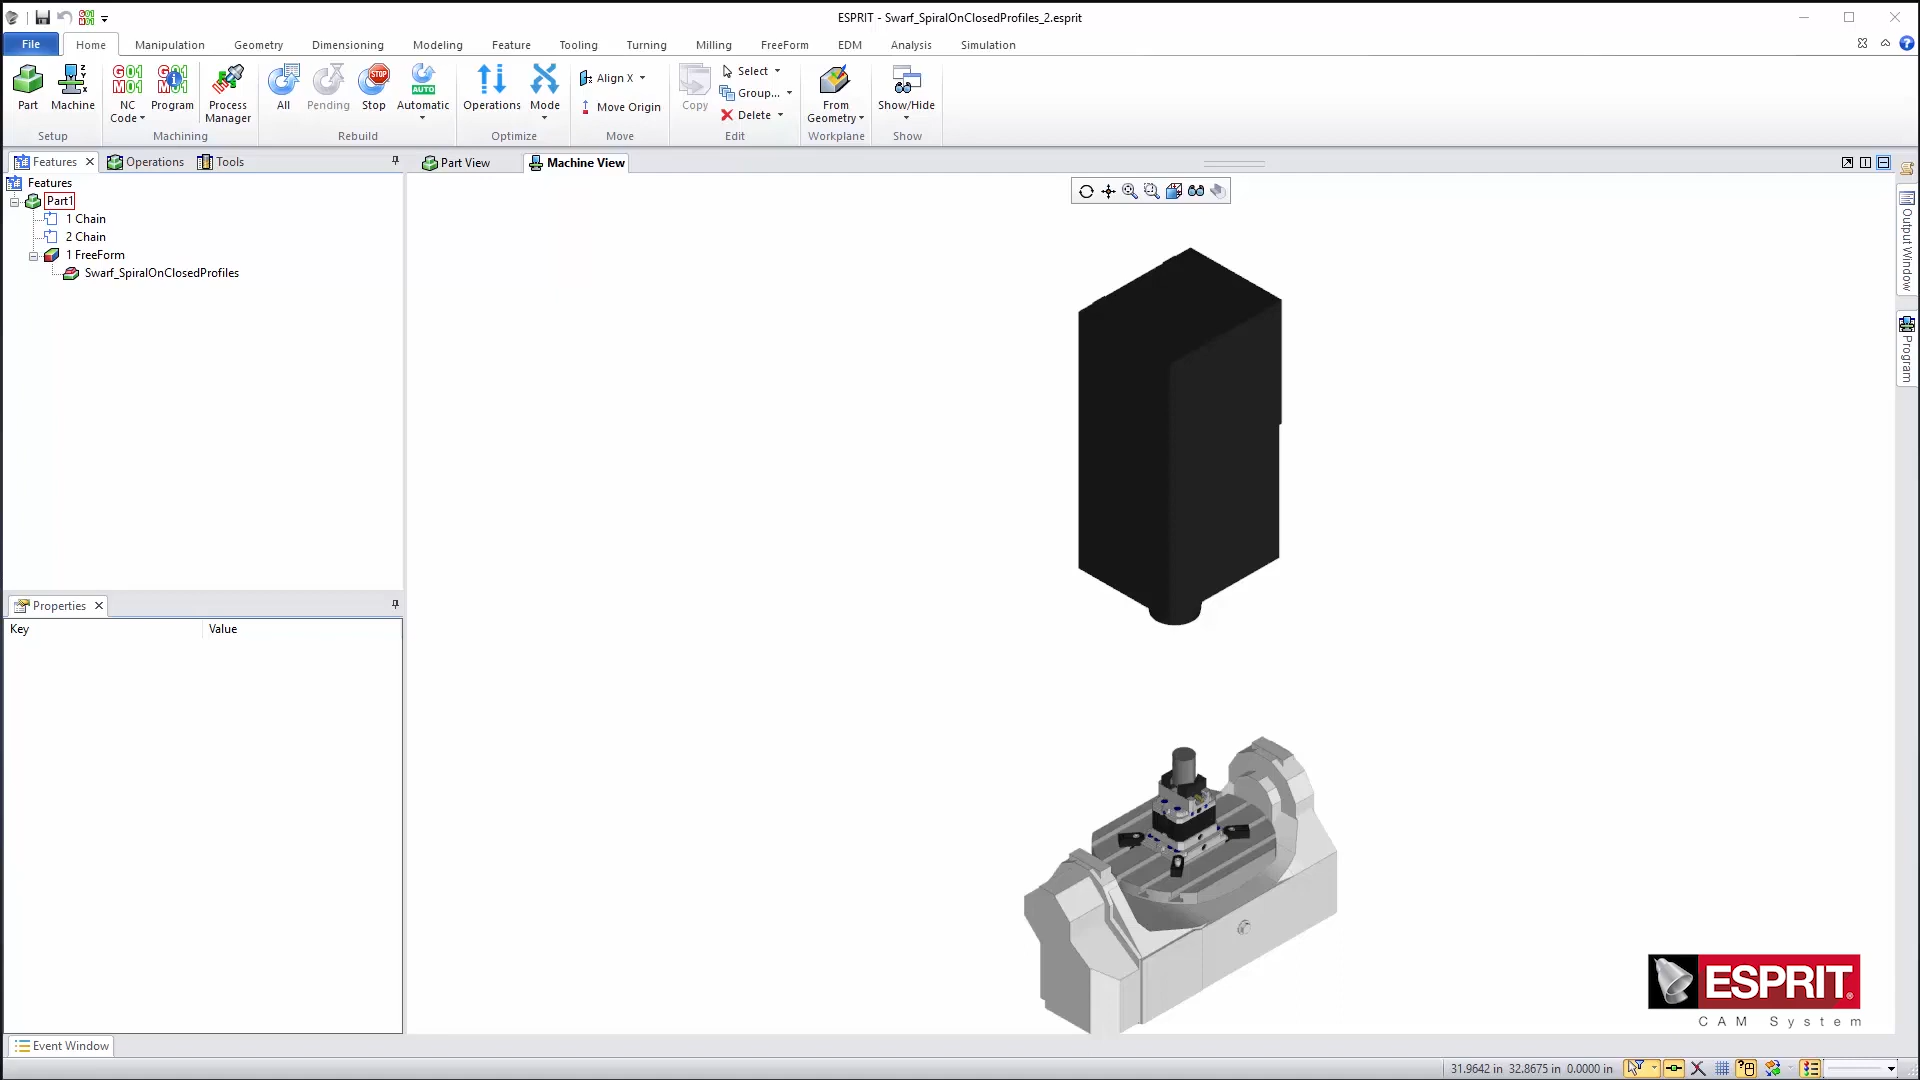 ESPRIT - Swarf_SpiralOnClosedProfiles_2.esprit
File Home Manipulation Geometry Dimensioning Modeling Feature Tooling Turning Milling FreeForm EDM Analysis Simulation
Part
Machine
Setup
NC Code
Program
Process Manager
Machining
All
Pending
Stop
Automatic
Rebuild
Operations
Mode
Optimize
Align X
Move Origin
Move
Copy
Select
Group...
Delete
Edit
From Geometry
Workplane
Show/Hide
Show
Features Operations Tools
Part View Machine View
Features
Part1
1 Chain
2 Chain
1 FreeForm
Swarf_SpiralOnClosedProfiles
Output Window
Program
Properties
Key Value
ESPRIT
CAM System
Event Window
31.9642 in 32.8675 in 0.0000 in